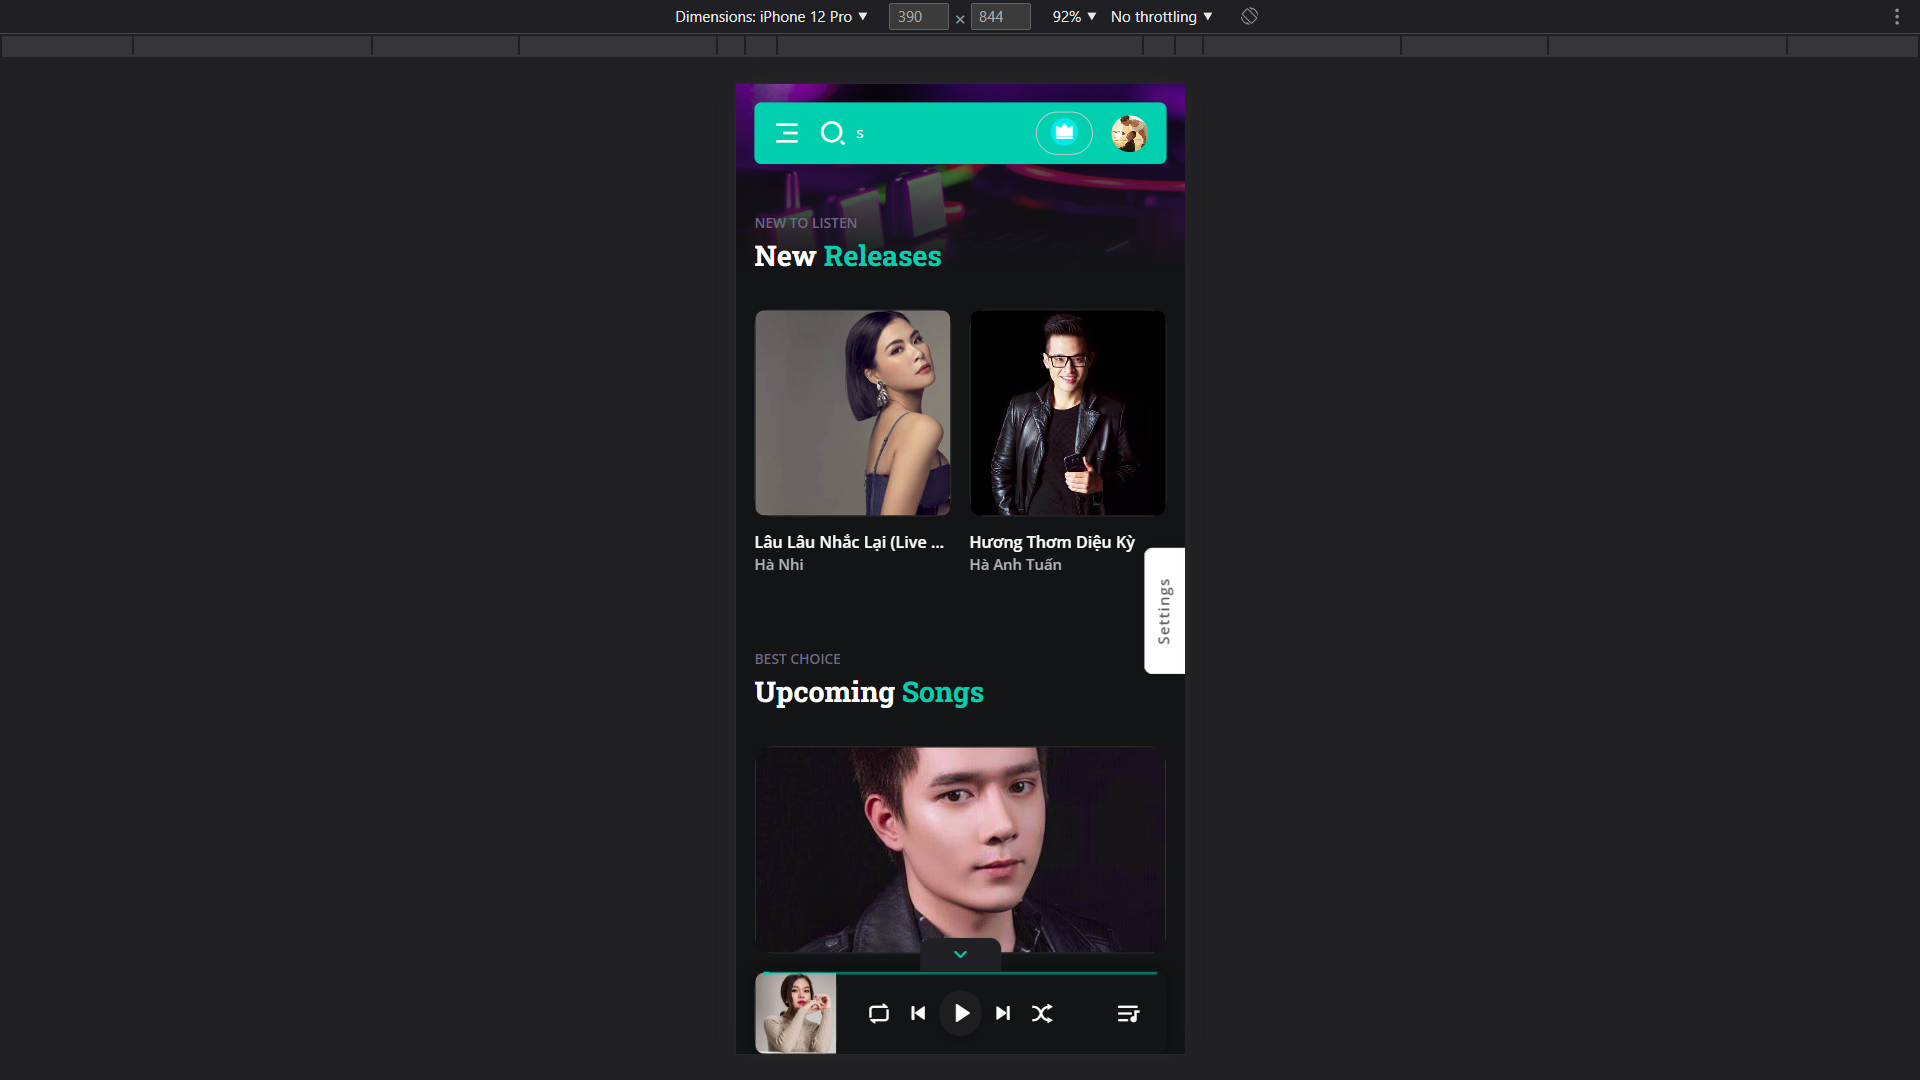 Dimensions: iPhone 12 Pro ▼ 390 × 844 92% ▼ No throttling ▼
s
NEW TO LISTEN
New Releases
Lâu Lâu Nhắc Lại (Live ...
Hà Nhi
Hương Thơm Diệu Kỳ
Hà Anh Tuấn
Settings
BEST CHOICE
Upcoming Songs